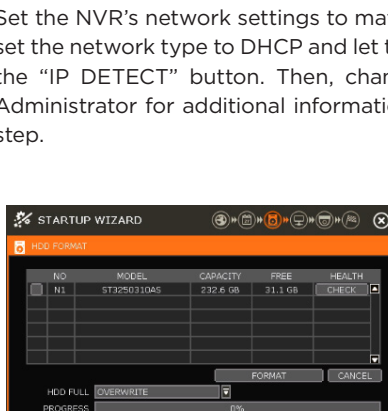 Set the NVR's network settings to ma
set the network type to DHCP and let t
the “IP DETECT” button. Then, chan
Administrator for additional informatio
step.
STARTUP WIZARD
HDD FORMAT
NO MODEL CAPACITY FREE HEALTH
N1 ST3250310AS 232.6 GB 31.1 GB CHECK
FORMAT CANCEL
HDD FULL OVERWRITE
PROGRESS 0%